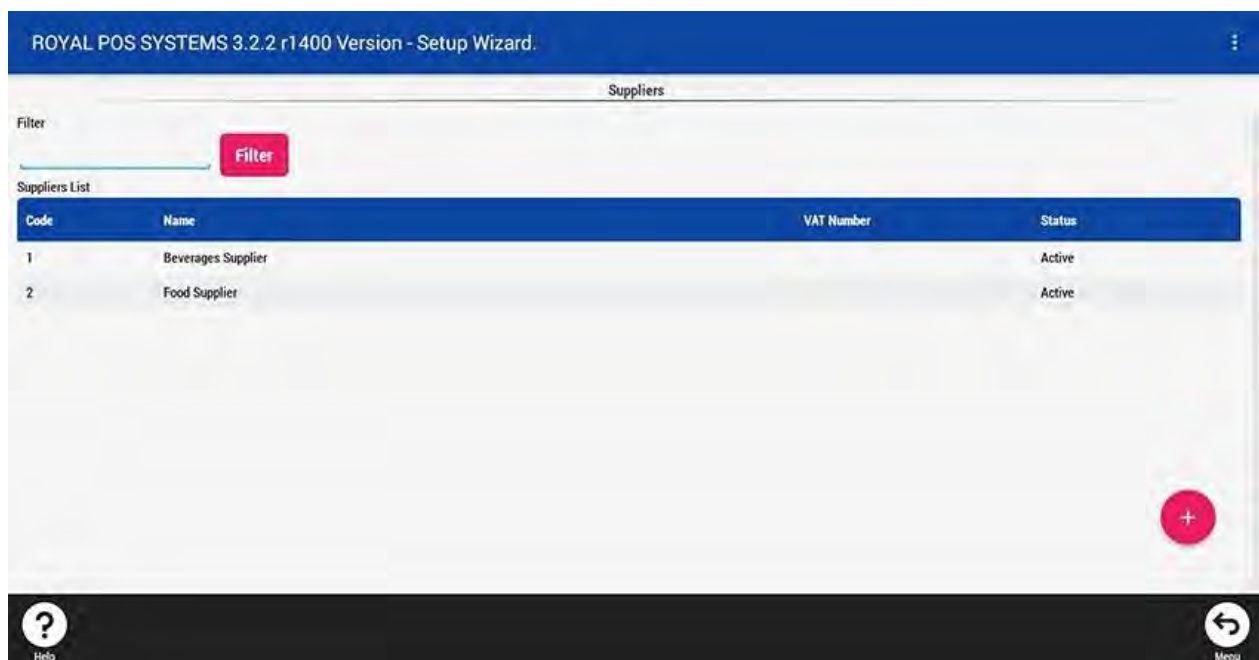 ROYAL POS SYSTEMS 3.2.2 r1400 Version - Setup Wizard.
Suppliers
Filter
Filter
Suppliers List
Code Name VAT Number Status
1 Beverages Supplier Active
2 Food Supplier Active
+
?
Help Menu